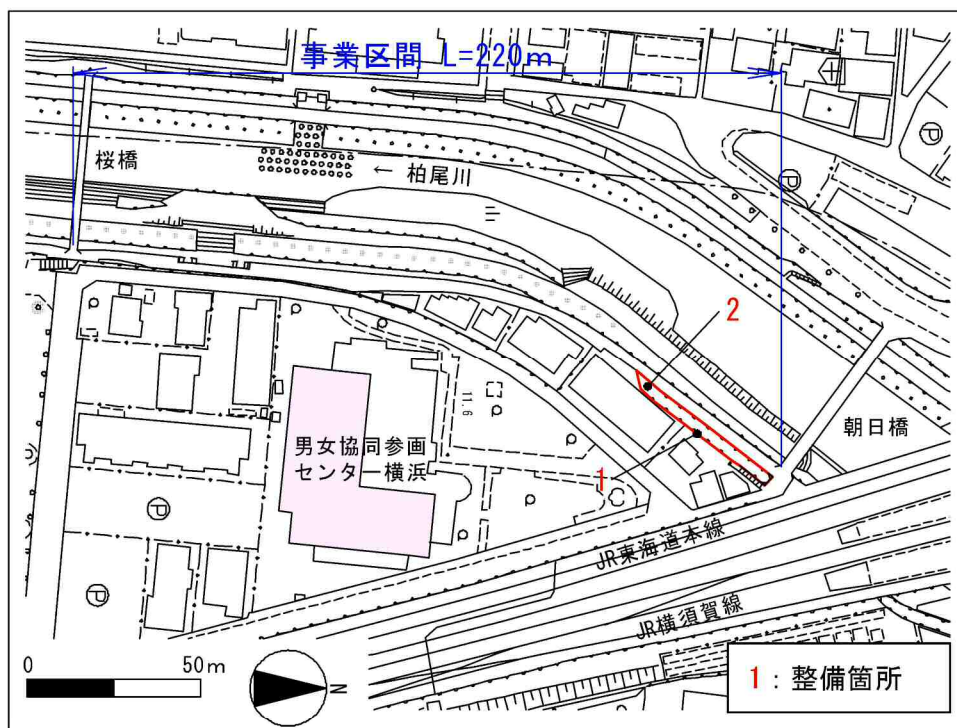 事業区間 L=220m
桜橋
← 柏尾川
P
P
2
11.6
男女協同参画
センター横浜
1
朝日橋
P
P
JR東海道本線
JR横須賀線
0 50m
N
1：整備箇所